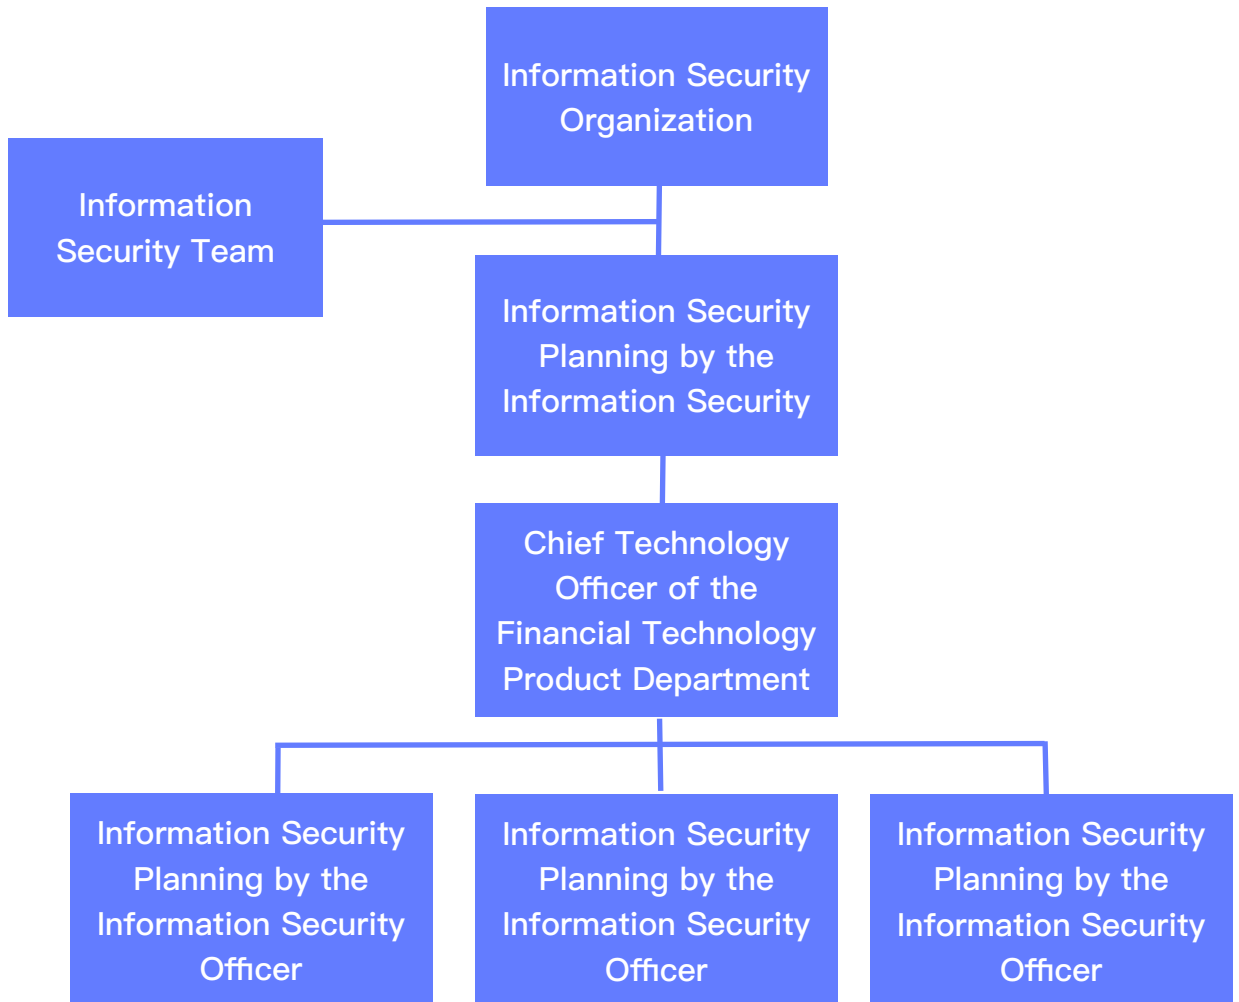 Information Security
Organization
Information
Security Team
Information Security
Planning by the
Information Security
Chief Technology
Officer of the
Financial Technology
Product Department
Information Security
Planning by the
Information Security
Officer
Information Security
Planning by the
Information Security
Officer
Information Security
Planning by the
Information Security
Officer